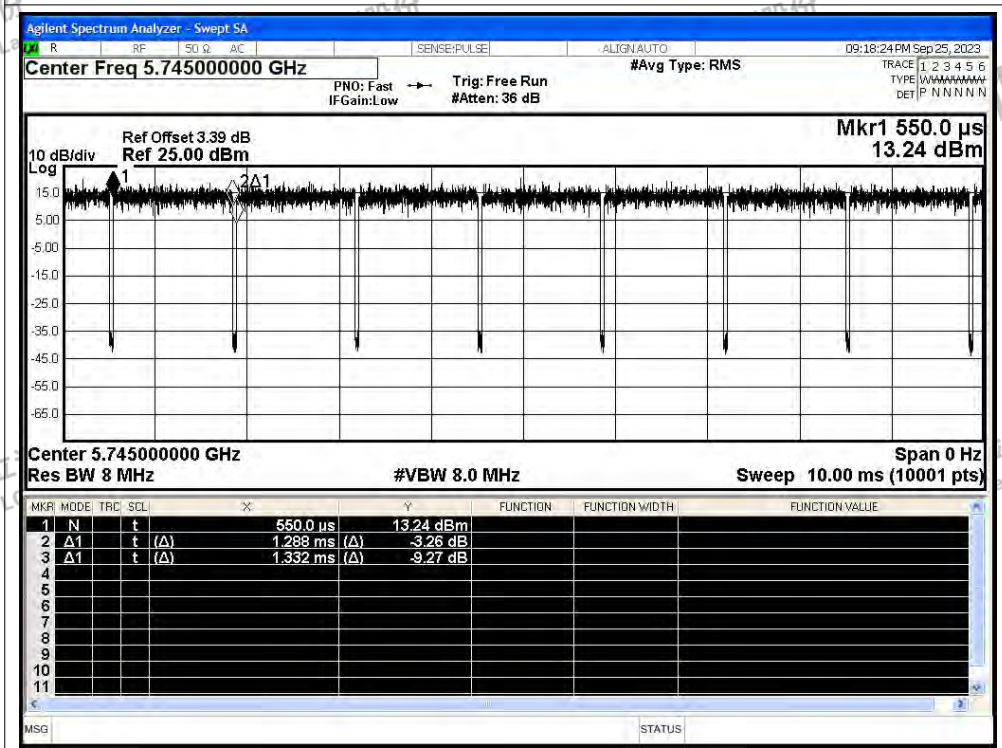 Agilent Spectrum Analyzer - Swept SA
LXI R RF 50 Ω AC SENSE:PULSE ALIGN AUTO 09:18:24 PM Sep 25, 2023
Center Freq 5.745000000 GHz
PNO: Fast
IFGain:Low
Trig: Free Run
#Atten: 36 dB
#Avg Type: RMS
TRACE 1 2 3 4 5 6
TYPE
DET P N N N N N
Mkr1 550.0 µs
13.24 dBm
Ref Offset 3.39 dB
10 dB/div Ref 25.00 dBm
Log
1
2Δ1
15.0
5.00
-5.00
-15.0
-25.0
-35.0
-45.0
-55.0
-65.0
Center 5.745000000 GHz Span 0 Hz
Res BW 8 MHz #VBW 8.0 MHz Sweep 10.00 ms (10001 pts)
MKR MODE TRC SCL X Y FUNCTION FUNCTION WIDTH FUNCTION VALUE
1 N t 550.0 µs 13.24 dBm
2 Δ1 t (Δ) 1.288 ms (Δ) -3.26 dB
3 Δ1 t (Δ) 1.332 ms (Δ) -9.27 dB
4
5
6
7
8
9
10
11
MSG STATUS